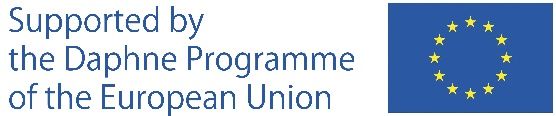 Supported by
the Daphne Programme
of the European Union